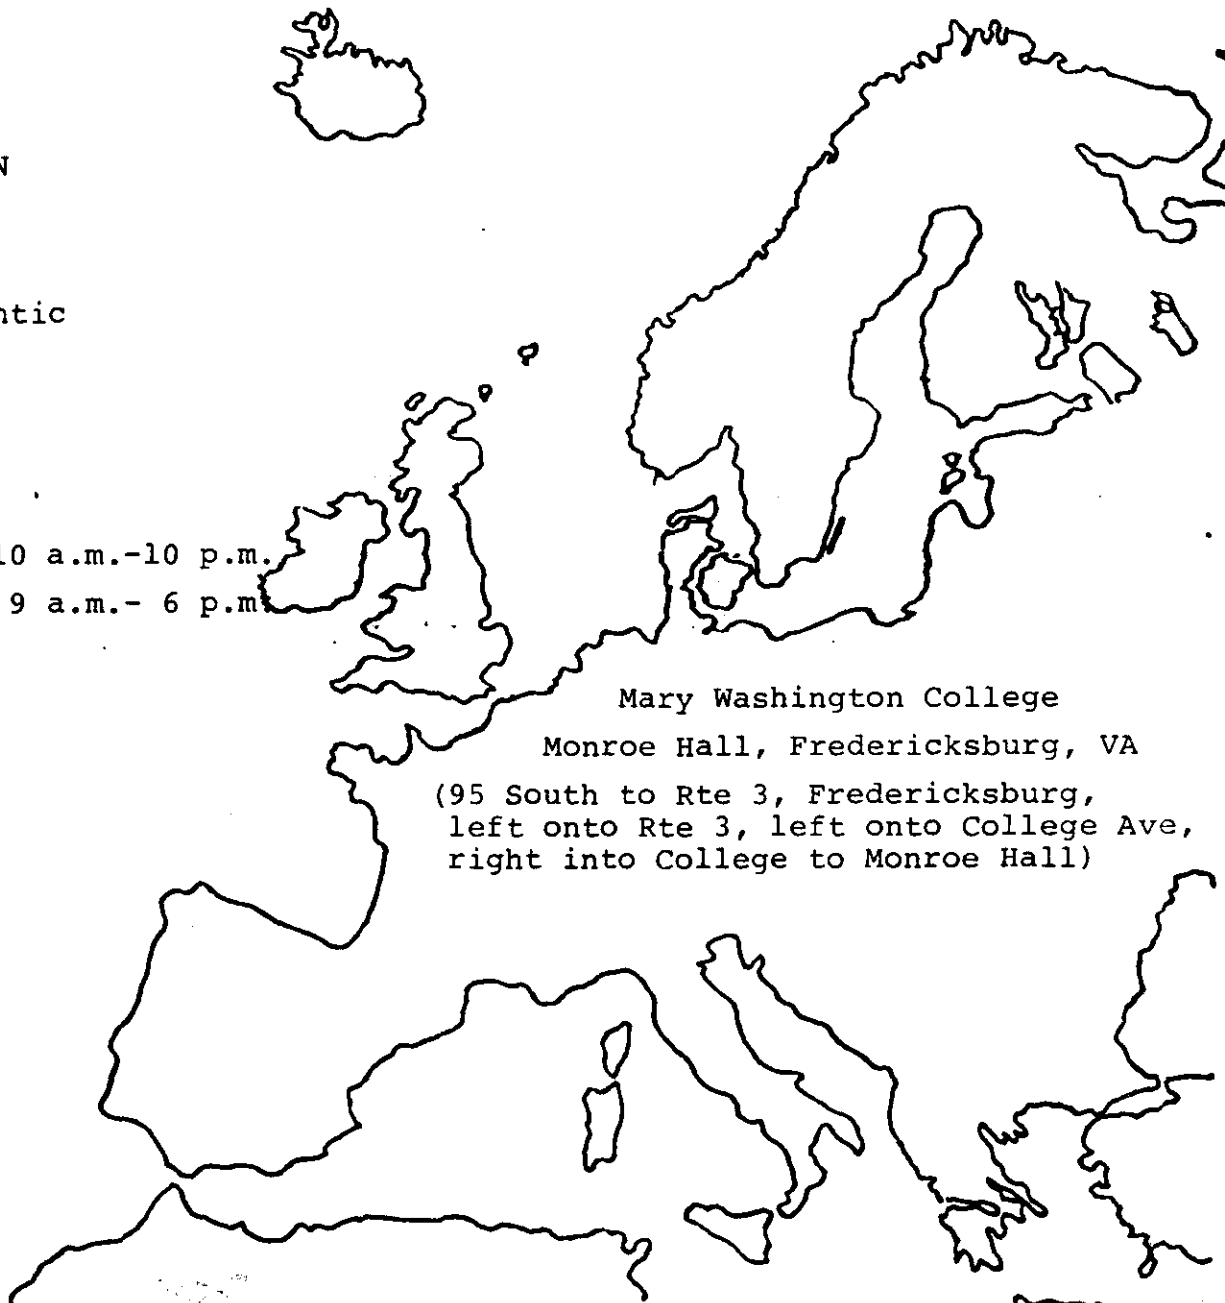 N
ntic
10 a.m.-10 p.m.
9 a.m.- 6 p.m.
Mary Washington College
Monroe Hall, Fredericksburg, VA
(95 South to Rte 3, Fredericksburg,
left onto Rte 3, left onto College Ave,
right into College to Monroe Hall)